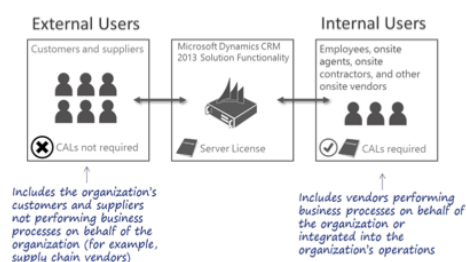 External Users
Internal Users
Customers and suppliers
CALs not required
Microsoft Dynamics CRM
2013 Solution Functionality
Server License
Employees, onsite
agents, onsite
contractors, and other
onsite vendors
CALs required
Includes the organization's
customers and suppliers
not performing business
processes on behalf of the
organization (for example,
supply chain vendors)
Includes vendors performing
business processes on behalf of
the organization or
integrated into the
organization's operations